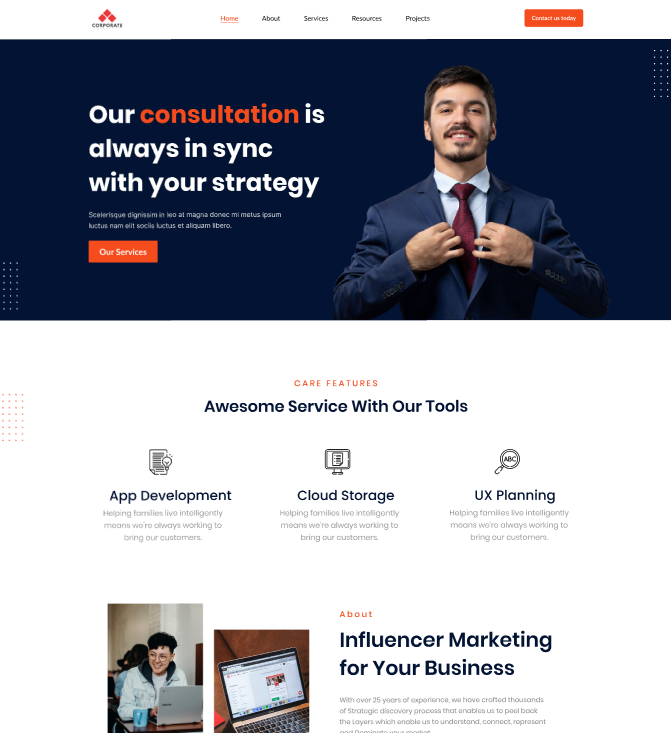 CORPORATE
Home About Services Resources Projects
Contact us today
Our consultation is
always in sync
with your strategy
Scelerisque dignissim in leo at magna donec mi metus ipsum
luctus nam elit sociis luctus et aliquam libero.
Our Services
CARE FEATURES
Awesome Service With Our Tools
ABC
App Development
Helping families live intelligently
means we're always working to
bring our customers.
Cloud Storage
Helping families live intelligently
means we're always working to
bring our customers.
UX Planning
Helping families live intelligently
means we're always working to
bring our customers.
About
Influencer Marketing
for Your Business
With over 25 years of experience, we have crafted thousands
of Strategic discovery process that enables us to peel back
the Layers which enable us to understand, connect, represent
and Dominate your market.